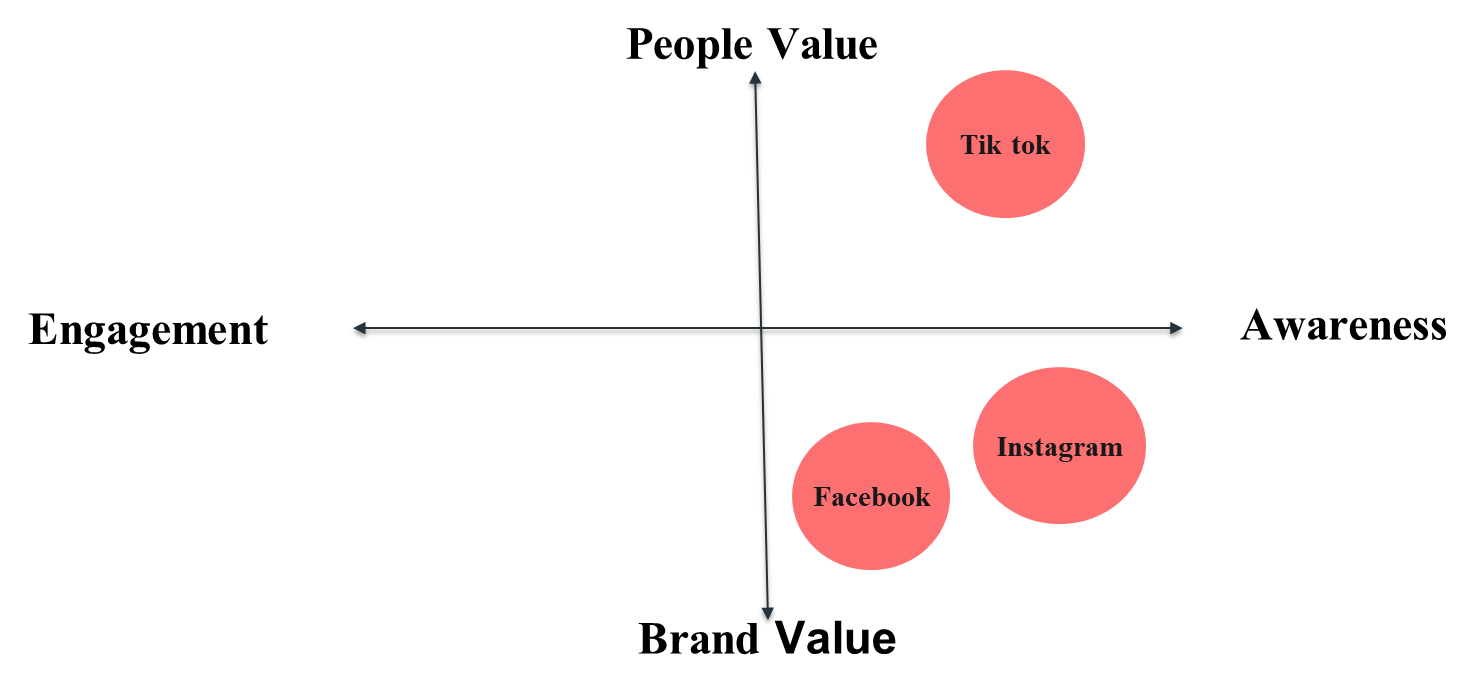 People Value
Tik tok
Engagement
Awareness
Instagram
Facebook
Brand Value